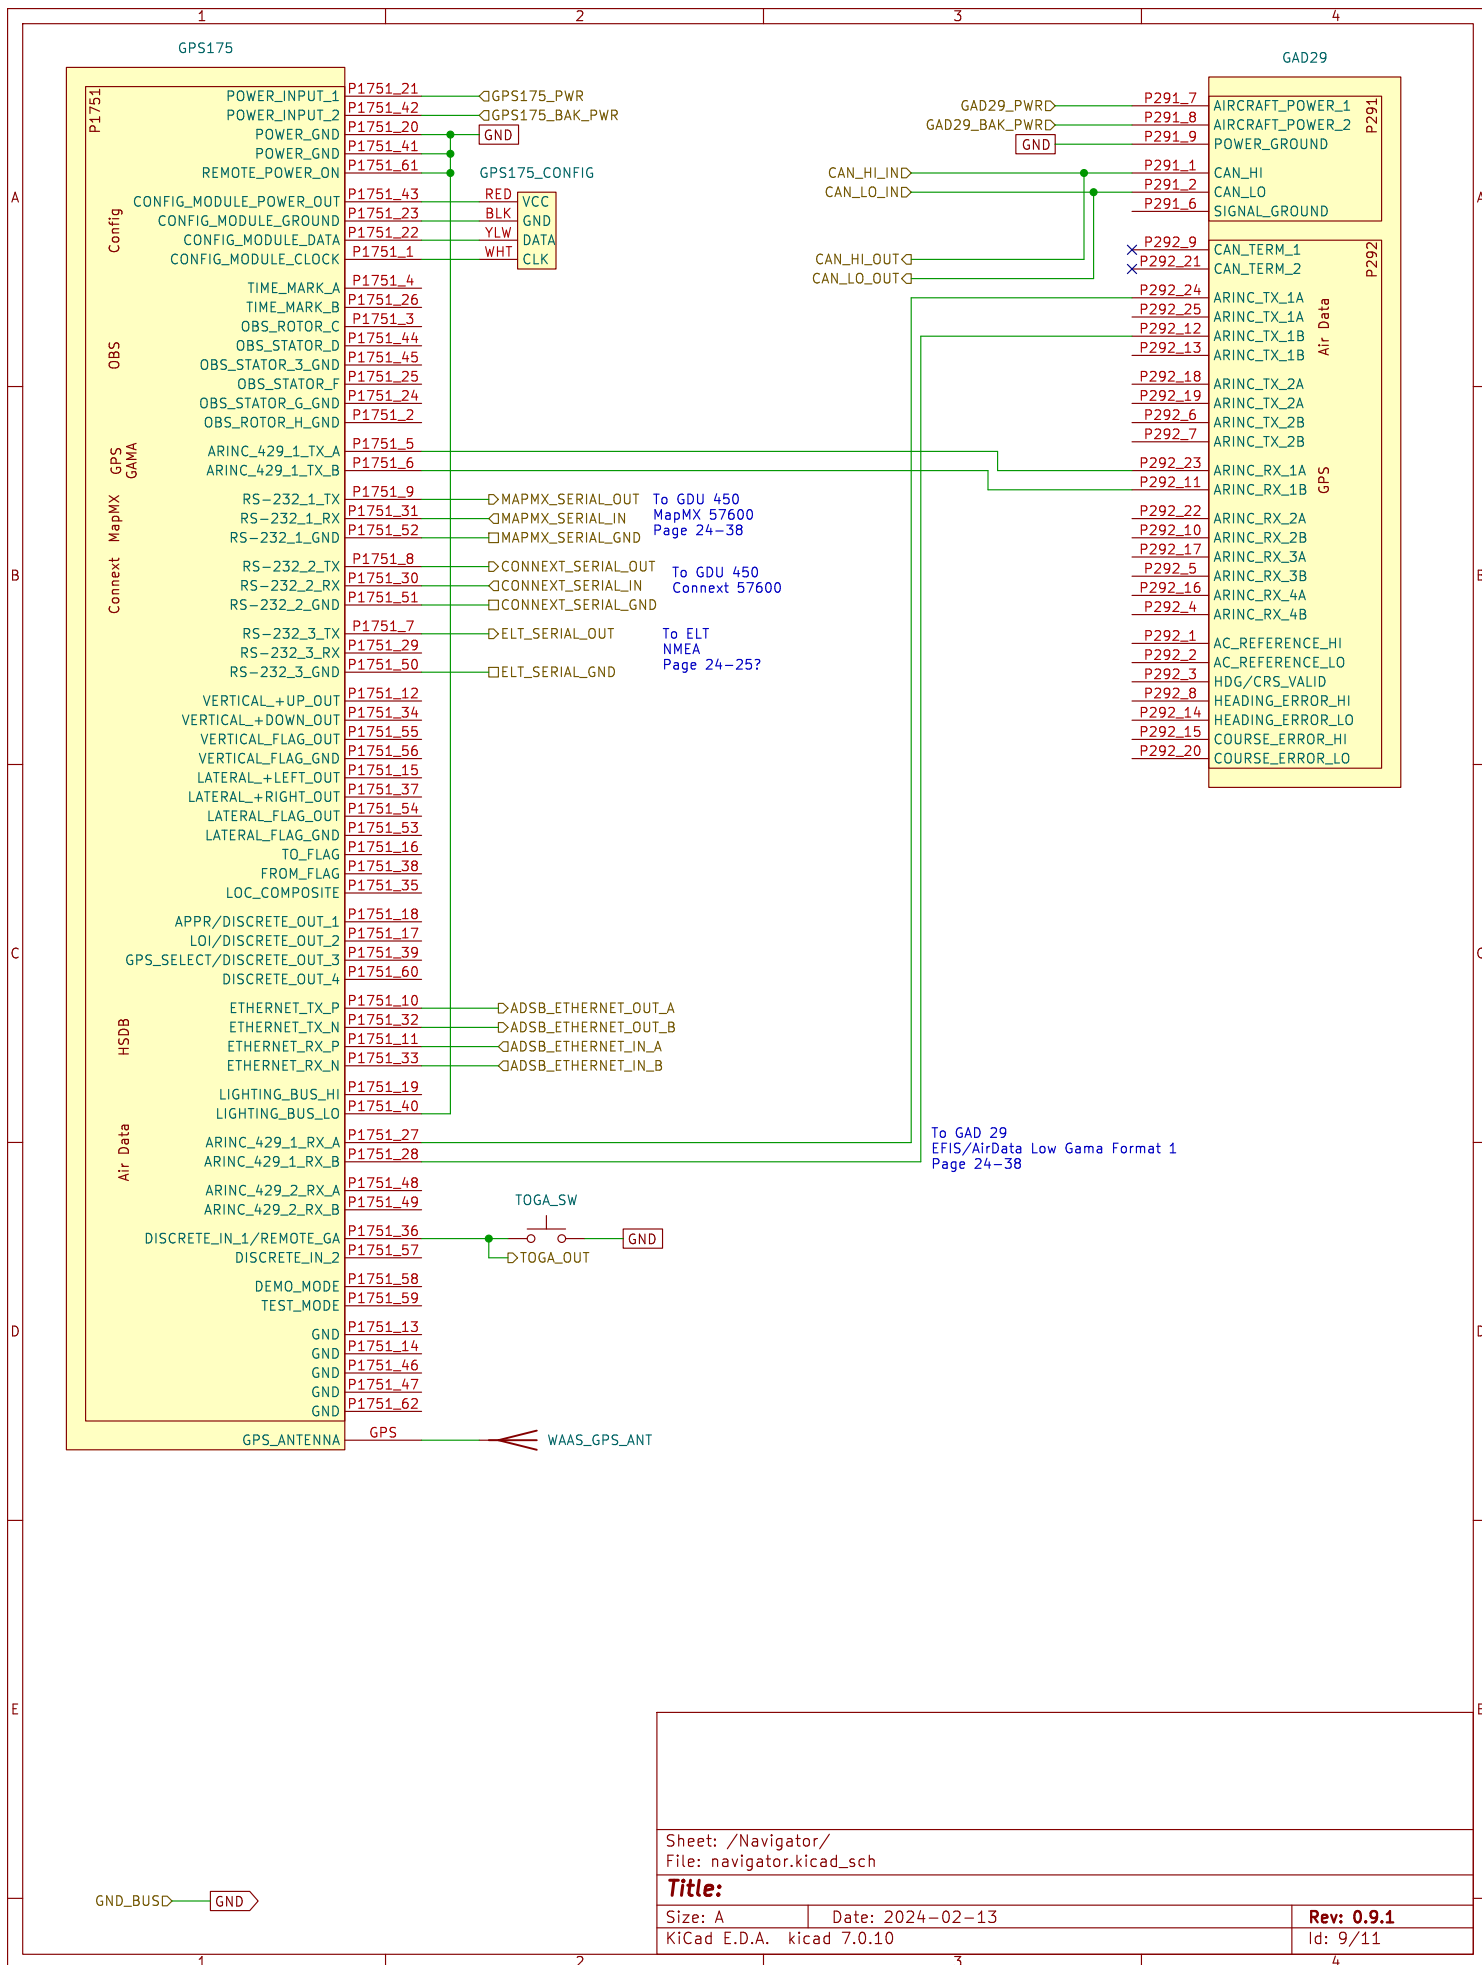 1 2 3 4
GPS175
P1751
POWER_INPUT_1 P1751_21 GPS175_PWR
POWER_INPUT_2 P1751_42 GPS175_BAK_PWR
POWER_GND P1751_20 GND
POWER_GND P1751_41
REMOTE_POWER_ON P1751_61
GPS175_CONFIG
Config
CONFIG_MODULE_POWER_OUT P1751_43 RED VCC
CONFIG_MODULE_GROUND P1751_23 BLK GND
CONFIG_MODULE_DATA P1751_22 YLW DATA
CONFIG_MODULE_CLOCK P1751_1 WHT CLK
TIME_MARK_A P1751_4
TIME_MARK_B P1751_26
OBS
OBS_ROTOR_C P1751_3
OBS_STATOR_D P1751_44
OBS_STATOR_3_GND P1751_45
OBS_STATOR_F P1751_25
OBS_STATOR_G_GND P1751_24
OBS_ROTOR_H_GND P1751_2
GPS
GAMA
ARINC_429_1_TX_A P1751_5
ARINC_429_1_TX_B P1751_6
MapMX
RS-232_1_TX P1751_9 MAPMX_SERIAL_OUT
RS-232_1_RX P1751_31 MAPMX_SERIAL_IN
RS-232_1_GND P1751_52 MAPMX_SERIAL_GND
To GDU 450
MapMX 57600
Page 24-38
Connext
RS-232_2_TX P1751_8 CONNEXT_SERIAL_OUT
RS-232_2_RX P1751_30 CONNEXT_SERIAL_IN
RS-232_2_GND P1751_51 CONNEXT_SERIAL_GND
To GDU 450
Connext 57600
RS-232_3_TX P1751_7 ELT_SERIAL_OUT
RS-232_3_RX P1751_29
RS-232_3_GND P1751_50 ELT_SERIAL_GND
To ELT
NMEA
Page 24-25?
VERTICAL_+UP_OUT P1751_12
VERTICAL_+DOWN_OUT P1751_34
VERTICAL_FLAG_OUT P1751_55
VERTICAL_FLAG_GND P1751_56
LATERAL_+LEFT_OUT P1751_15
LATERAL_+RIGHT_OUT P1751_37
LATERAL_FLAG_OUT P1751_54
LATERAL_FLAG_GND P1751_53
TO_FLAG P1751_16
FROM_FLAG P1751_38
LOC_COMPOSITE P1751_35
APPR/DISCRETE_OUT_1 P1751_18
LOI/DISCRETE_OUT_2 P1751_17
GPS_SELECT/DISCRETE_OUT_3 P1751_39
DISCRETE_OUT_4 P1751_60
HSDB
ETHERNET_TX_P P1751_10 ADSB_ETHERNET_OUT_A
ETHERNET_TX_N P1751_32 ADSB_ETHERNET_OUT_B
ETHERNET_RX_P P1751_11 ADSB_ETHERNET_IN_A
ETHERNET_RX_N P1751_33 ADSB_ETHERNET_IN_B
LIGHTING_BUS_HI P1751_19
LIGHTING_BUS_LO P1751_40
Air Data
ARINC_429_1_RX_A P1751_27
ARINC_429_1_RX_B P1751_28
To GAD 29
EFIS/AirData Low Gama Format 1
Page 24-38
ARINC_429_2_RX_A P1751_48
ARINC_429_2_RX_B P1751_49
TOGA_SW
DISCRETE_IN_1/REMOTE_GA P1751_36 GND
DISCRETE_IN_2 P1751_57 TOGA_OUT
DEMO_MODE P1751_58
TEST_MODE P1751_59
GND P1751_13
GND P1751_14
GND P1751_46
GND P1751_47
GND P1751_62
GPS_ANTENNA GPS WAAS_GPS_ANT
GAD29
P291
GAD29_PWR P291_7 AIRCRAFT_POWER_1
GAD29_BAK_PWR P291_8 AIRCRAFT_POWER_2
GND P291_9 POWER_GROUND
CAN_HI_IN P291_1 CAN_HI
CAN_LO_IN P291_2 CAN_LO
P291_6 SIGNAL_GROUND
P292
P292_9 CAN_TERM_1
CAN_HI_OUT P292_21 CAN_TERM_2
CAN_LO_OUT
Air Data
P292_24 ARINC_TX_1A
P292_25 ARINC_TX_1A
P292_12 ARINC_TX_1B
P292_13 ARINC_TX_1B
P292_18 ARINC_TX_2A
P292_19 ARINC_TX_2A
P292_6 ARINC_TX_2B
P292_7 ARINC_TX_2B
GPS
P292_23 ARINC_RX_1A
P292_11 ARINC_RX_1B
P292_22 ARINC_RX_2A
P292_10 ARINC_RX_2B
P292_17 ARINC_RX_3A
P292_5 ARINC_RX_3B
P292_16 ARINC_RX_4A
P292_4 ARINC_RX_4B
P292_1 AC_REFERENCE_HI
P292_2 AC_REFERENCE_LO
P292_3 HDG/CRS_VALID
P292_8 HEADING_ERROR_HI
P292_14 HEADING_ERROR_LO
P292_15 COURSE_ERROR_HI
P292_20 COURSE_ERROR_LO
A A
B B
C C
D D
E E
GND_BUS GND
Sheet: /Navigator/
File: navigator.kicad_sch
Title:
Size: A Date: 2024-02-13 Rev: 0.9.1
KiCad E.D.A. kicad 7.0.10 Id: 9/11
1 2 3 4